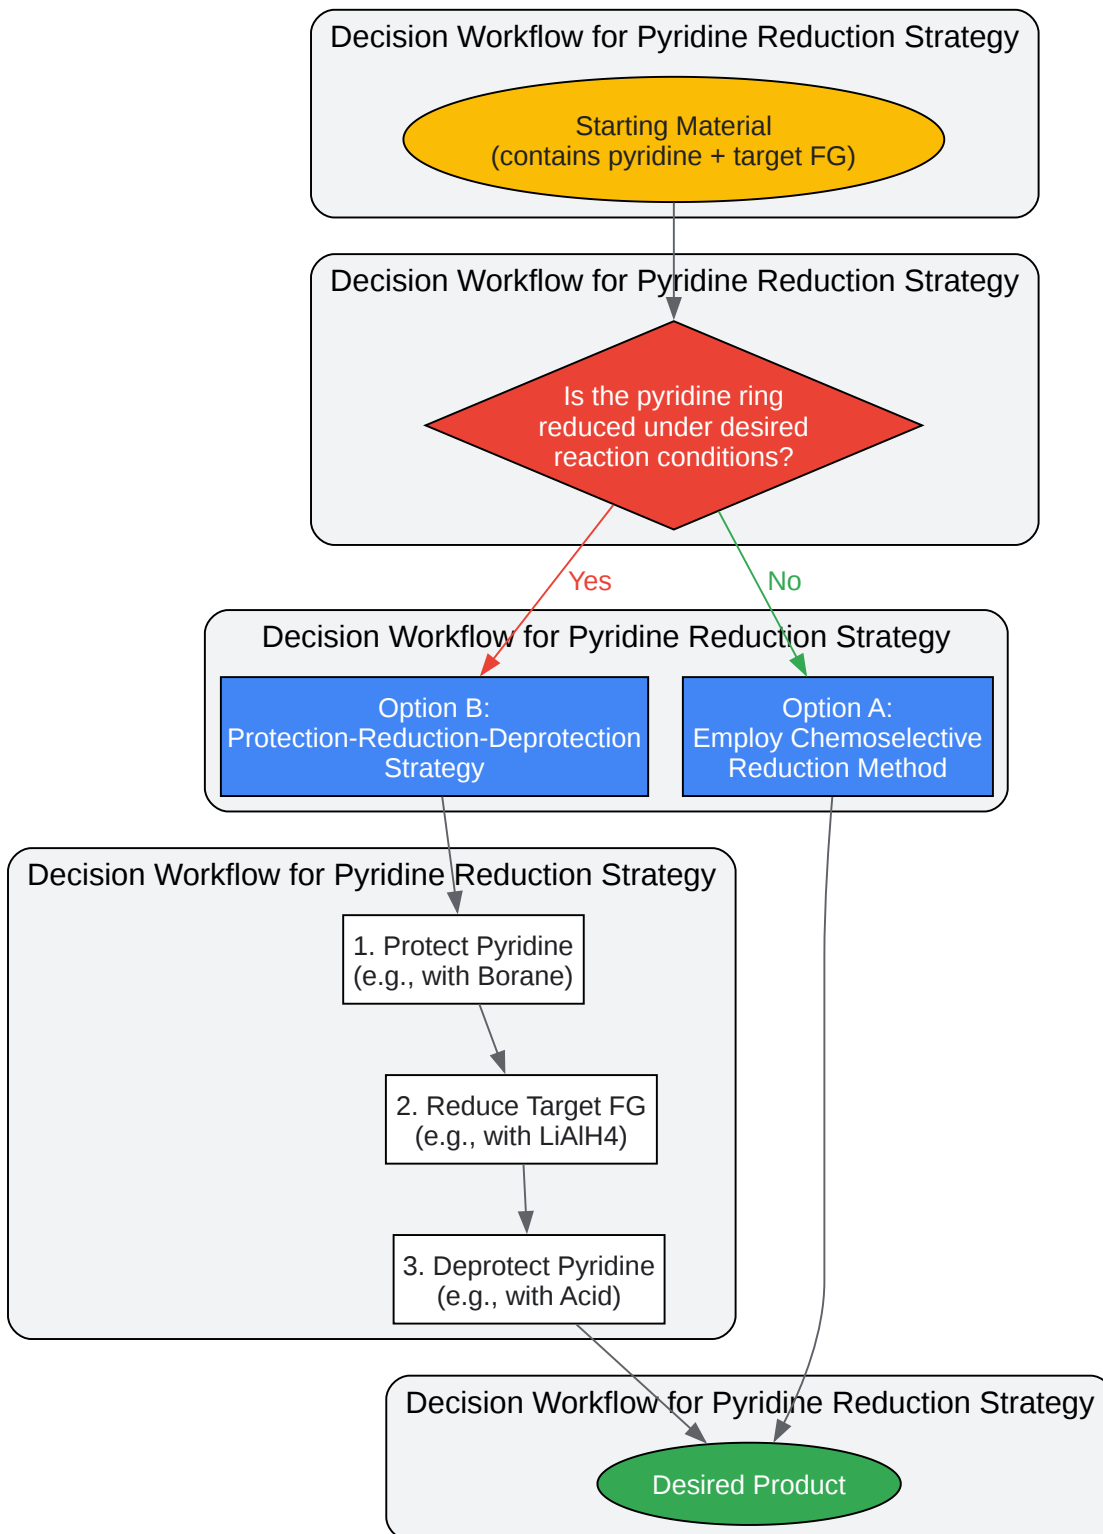 Decision Workflow for Pyridine Reduction Strategy
Starting Material
(contains pyridine + target FG)
Decision Workflow for Pyridine Reduction Strategy
Is the pyridine ring
reduced under desired
reaction conditions?
Yes
No
Decision Workflow for Pyridine Reduction Strategy
Option B:
Protection-Reduction-Deprotection
Strategy
Option A:
Employ Chemoselective
Reduction Method
Decision Workflow for Pyridine Reduction Strategy
1. Protect Pyridine
(e.g., with Borane)
2. Reduce Target FG
(e.g., with LiAlH4)
3. Deprotect Pyridine
(e.g., with Acid)
Decision Workflow for Pyridine Reduction Strategy
Desired Product